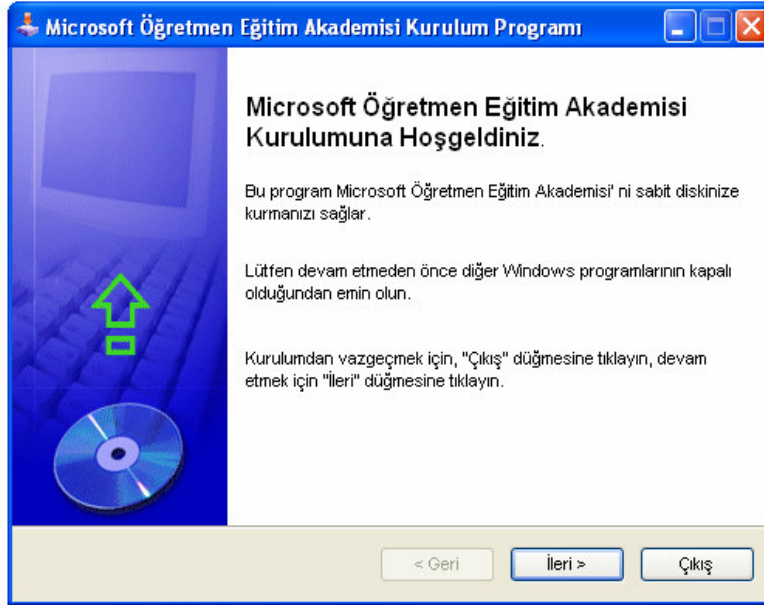 Microsoft Öğretmen Eğitim Akademisi Kurulum Programı
Microsoft Öğretmen Eğitim Akademisi
Kurulumuna Hoşgeldiniz.
Bu program Microsoft Öğretmen Eğitim Akademisi' ni sabit diskinize
kurmanızı sağlar.
Lütfen devam etmeden önce diğer Windows programlarının kapalı
olduğundan emin olun.
Kurulumdan vazgeçmek için, "Çıkış" düğmesine tıklayın, devam
etmek için "İleri" düğmesine tıklayın.
< Geri İleri > Çıkış